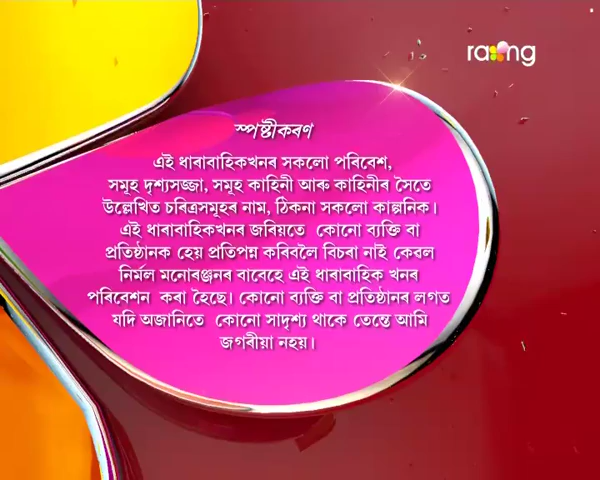 rang
স্পষ্টীকৰণ
এই ধাৰাবাহিকখনৰ সকলো পৰিবেশ,
সমূহ দৃশ্যসজ্জা, সমূহ কাহিনী আৰু কাহিনীৰ সৈতে
উল্লেখিত চৰিত্ৰসমূহৰ নাম, ঠিকনা সকলো কাল্পনিক।
এই ধাৰাবাহিকখনৰ জৰিয়তে কোনো ব্যক্তি বা
প্ৰতিষ্ঠানক হেয় প্ৰতিপন্ন কৰিবলৈ বিচৰা নাই কেৱল
নিৰ্মল মনোৰঞ্জনৰ বাবেহে এই ধাৰাবাহিক খনৰ
পৰিবেশন কৰা হৈছে। কোনো ব্যক্তি বা প্ৰতিষ্ঠানৰ লগত
যদি অজানিতে কোনো সাদৃশ্য থাকে তেন্তে আমি
জগৰীয়া নহয়।